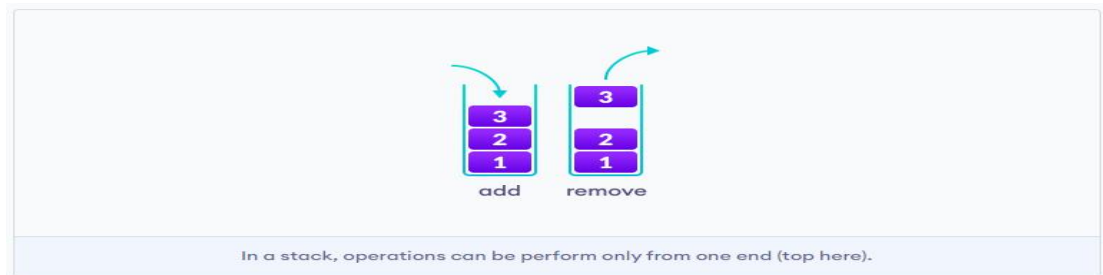 3
3
2
2
1
1
add
remove
In a stack, operations can be perform only from one end (top here).